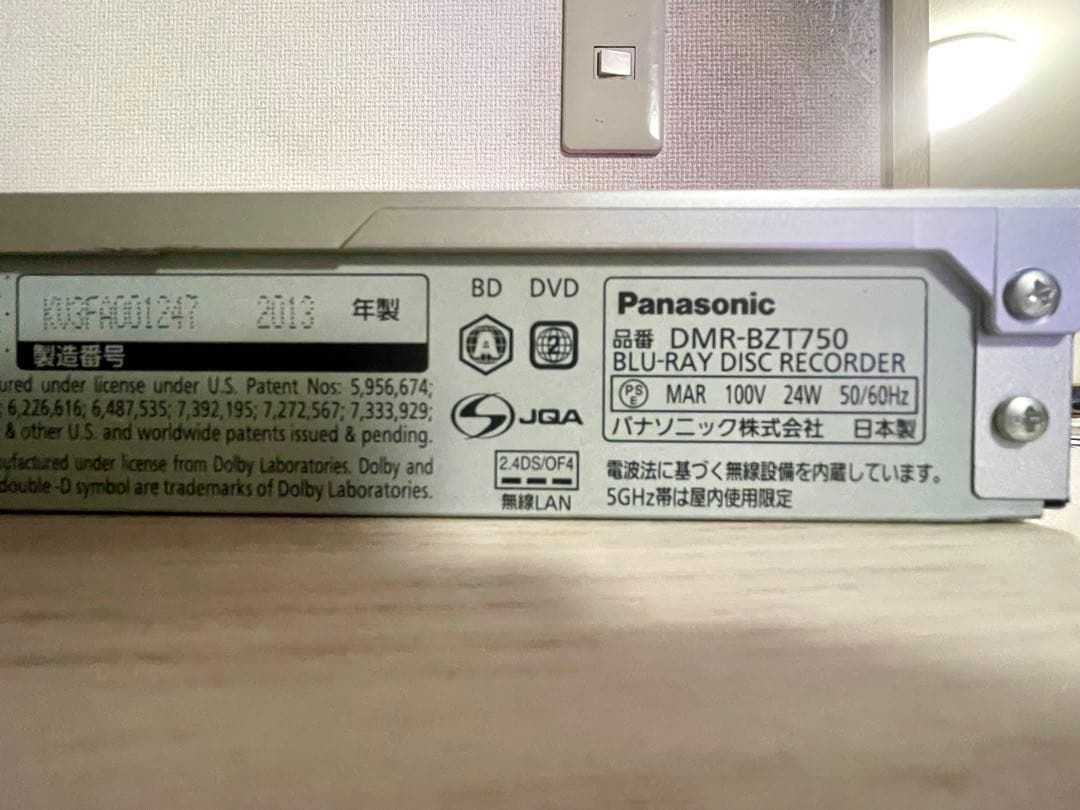 KV3FA001247 2013 年製
製造番号
ured under license under U.S. Patent Nos: 5,956,674;
; 6,226,616; 6,487,535; 7,392,195; 7,272,567; 7,333,929;
& other U.S. and worldwide patents issued & pending.
ufactured under license from Dolby Laboratories. Dolby and
double -D symbol are trademarks of Dolby Laboratories.
BD DVD
A 2
JQA
2.4DS/OF4
無線LAN
Panasonic
品番 DMR-BZT750
BLU-RAY DISC RECORDER
PSE MAR 100V 24W 50/60Hz
パナソニック株式会社 日本製
電波法に基づく無線設備を内蔵しています。
5GHz帯は屋内使用限定